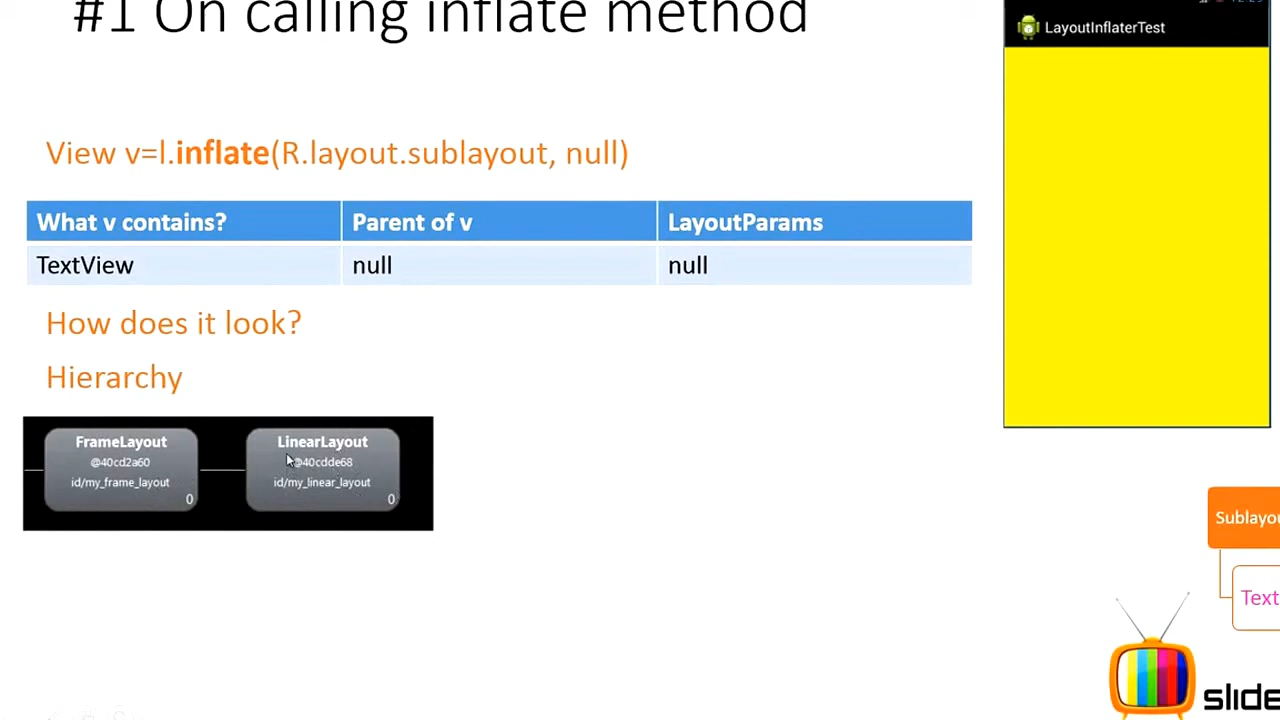 #1 On calling inflate method
LayoutInflaterTest
View v=l.inflate(R.layout.sublayout, null)
What v contains? Parent of v LayoutParams
TextView null null
How does it look?
Hierarchy
FrameLayout LinearLayout
@40cd2a60 @40cdde68
id/my_frame_layout id/my_linear_layout
0 0
Sublayou
Text
slide